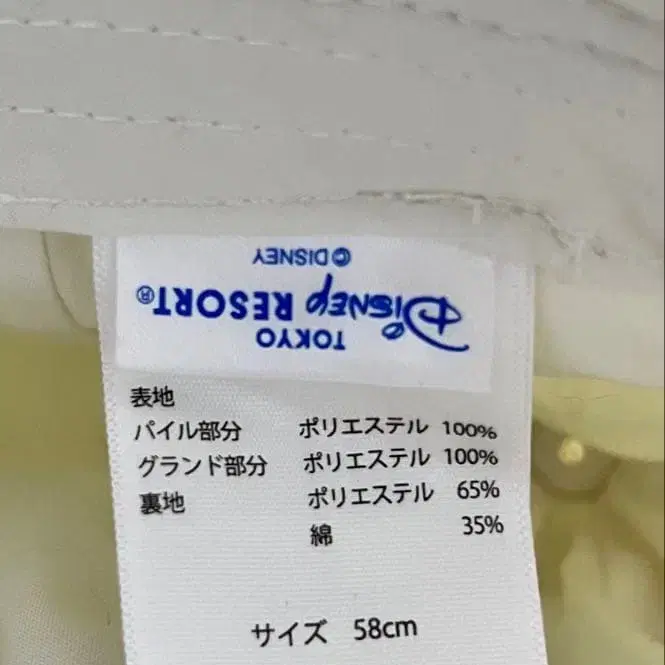 TOKYO
Disney RESORT®
© DISNEY
表地
パイル部分 ポリエステル 100%
グランド部分 ポリエステル 100%
裏地 ポリエステル 65%
綿 35%
サイズ 58cm